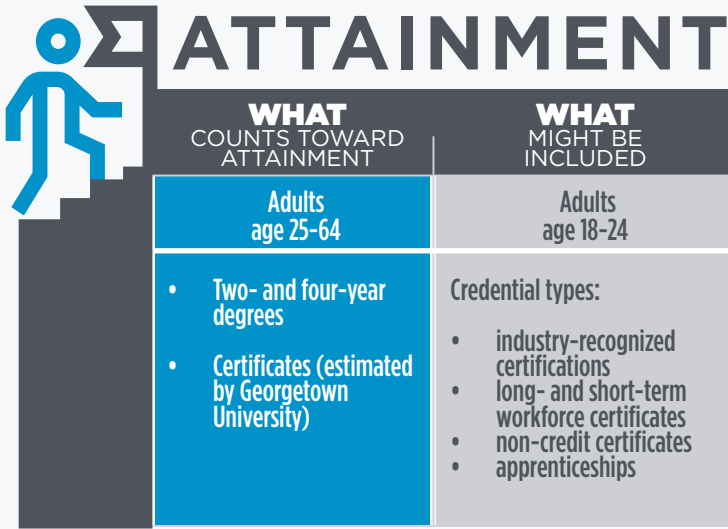 ATTAINMENT
WHAT
COUNTS TOWARD
ATTAINMENT
WHAT
MIGHT BE
INCLUDED
Adults
age 25-64
Adults
age 18-24
• Two- and four-year
degrees
• Certificates (estimated
by Georgetown
University)
Credential types:
• industry-recognized
certifications
• long- and short-term
workforce certificates
• non-credit certificates
• apprenticeships